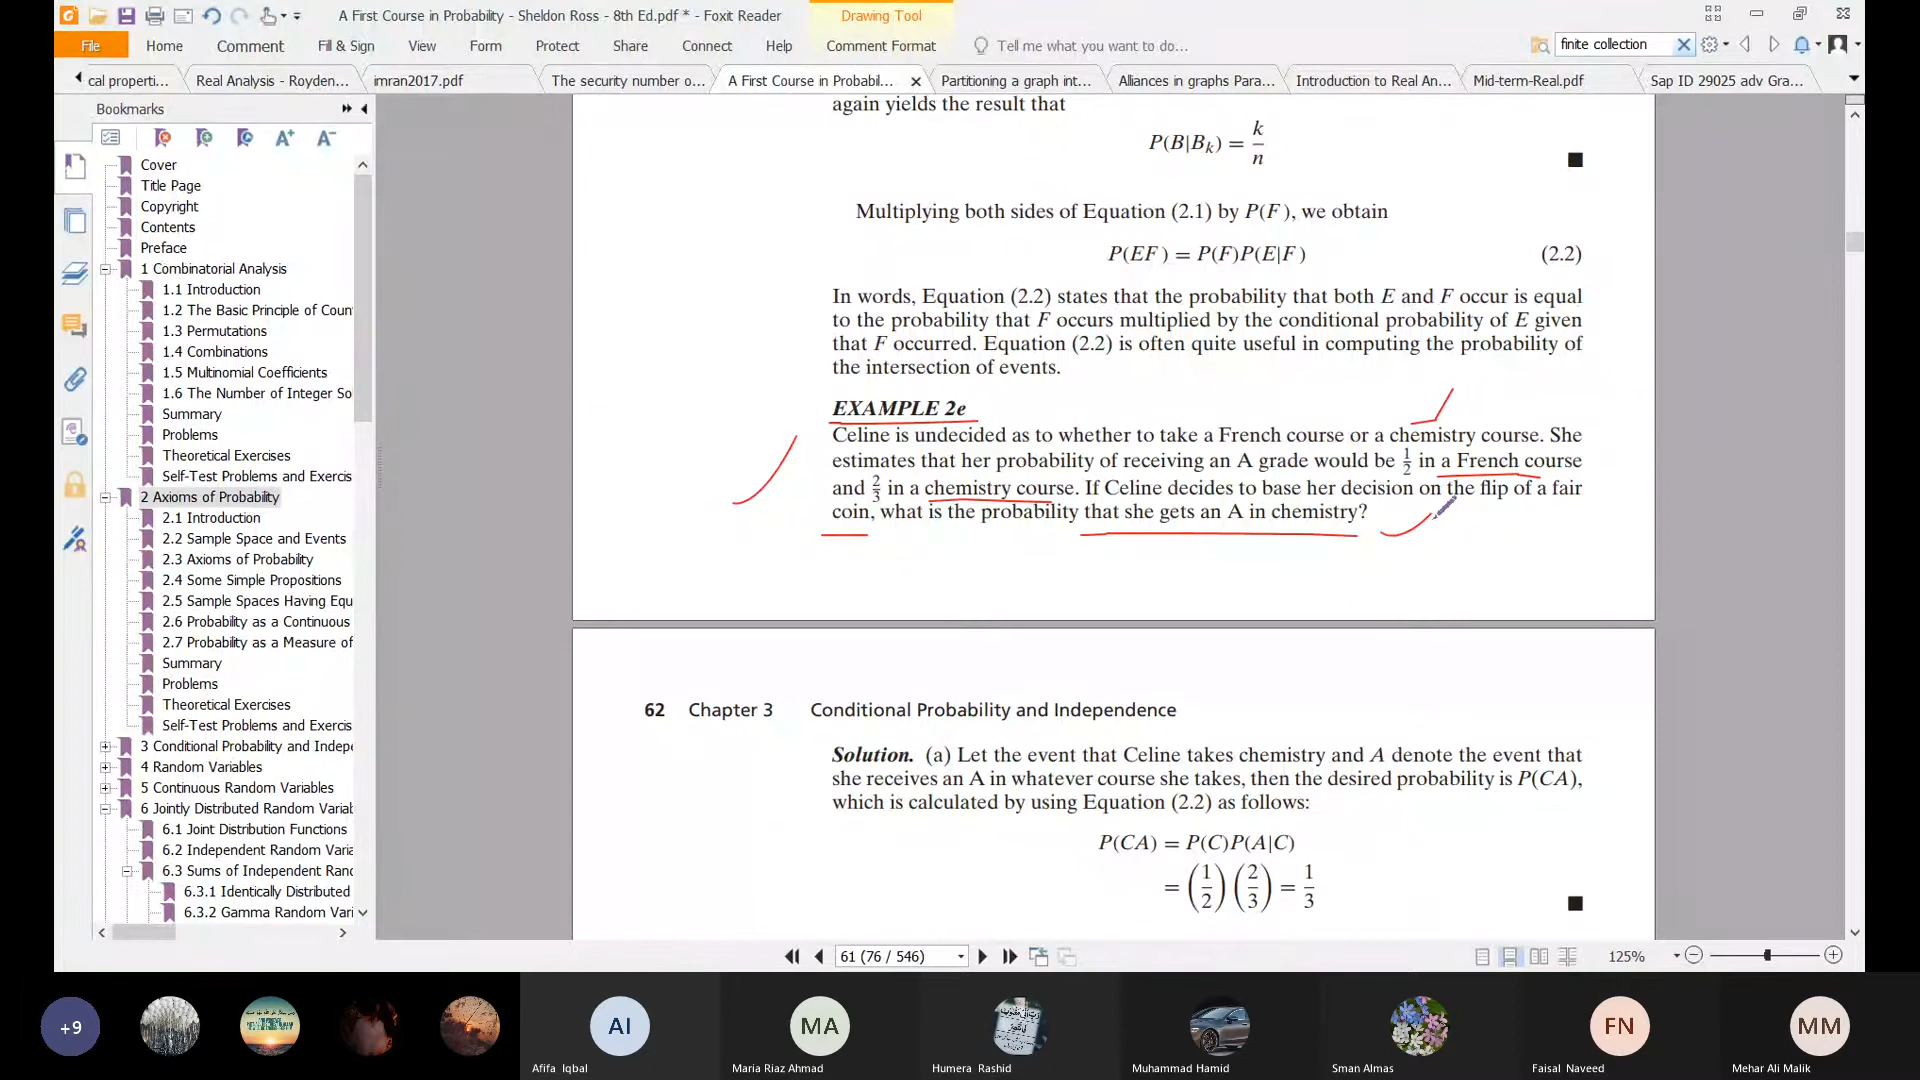 A First Course in Probability - Sheldon Ross - 8th Ed.pdf * - Foxit Reader
Drawing Tool
File
Home
Comment
Fill & Sign
View
Form
Protect
Share
Connect
Help
Comment Format
Tell me what you want to do...
finite collection
cal properti...
Real Analysis - Royden...
imran2017.pdf
The security number o...
A First Course in Probabil...
Partitioning a graph int...
Alliances in graphs Para...
Introduction to Real An...
Mid-term-Real.pdf
Sap ID 29025 adv Gra...
Bookmarks
Cover
Title Page
Copyright
Contents
Preface
1 Combinatorial Analysis
1.1 Introduction
1.2 The Basic Principle of Coun
1.3 Permutations
1.4 Combinations
1.5 Multinomial Coefficients
1.6 The Number of Integer So
Summary
Problems
Theoretical Exercises
Self-Test Problems and Exercis
2 Axioms of Probability
2.1 Introduction
2.2 Sample Space and Events
2.3 Axioms of Probability
2.4 Some Simple Propositions
2.5 Sample Spaces Having Equ
2.6 Probability as a Continuous
2.7 Probability as a Measure of
Summary
Problems
Theoretical Exercises
Self-Test Problems and Exercis
3 Conditional Probability and Indepe
4 Random Variables
5 Continuous Random Variables
6 Jointly Distributed Random Variab
6.1 Joint Distribution Functions
6.2 Independent Random Varia
6.3 Sums of Independent Rand
6.3.1 Identically Distributed
6.3.2 Gamma Random Vari
again yields the result that
P(B|Bk) = k/n
Multiplying both sides of Equation (2.1) by P(F), we obtain
P(EF) = P(F)P(E|F) (2.2)
In words, Equation (2.2) states that the probability that both E and F occur is equal
to the probability that F occurs multiplied by the conditional probability of E given
that F occurred. Equation (2.2) is often quite useful in computing the probability of
the intersection of events.
EXAMPLE 2e
Celine is undecided as to whether to take a French course or a chemistry course. She
estimates that her probability of receiving an A grade would be 1/2 in a French course
and 2/3 in a chemistry course. If Celine decides to base her decision on the flip of a fair
coin, what is the probability that she gets an A in chemistry?
62 Chapter 3 Conditional Probability and Independence
Solution. (a) Let the event that Celine takes chemistry and A denote the event that
she receives an A in whatever course she takes, then the desired probability is P(CA),
which is calculated by using Equation (2.2) as follows:
P(CA) = P(C)P(A|C)
= (1/2) (2/3) = 1/3
61 (76 / 546)
125%
+9
AI
MA
FN
MM
Afifa Iqbal
Maria Riaz Ahmad
Humera Rashid
Muhammad Hamid
Sman Almas
Faisal Naveed
Mehar Ali Malik